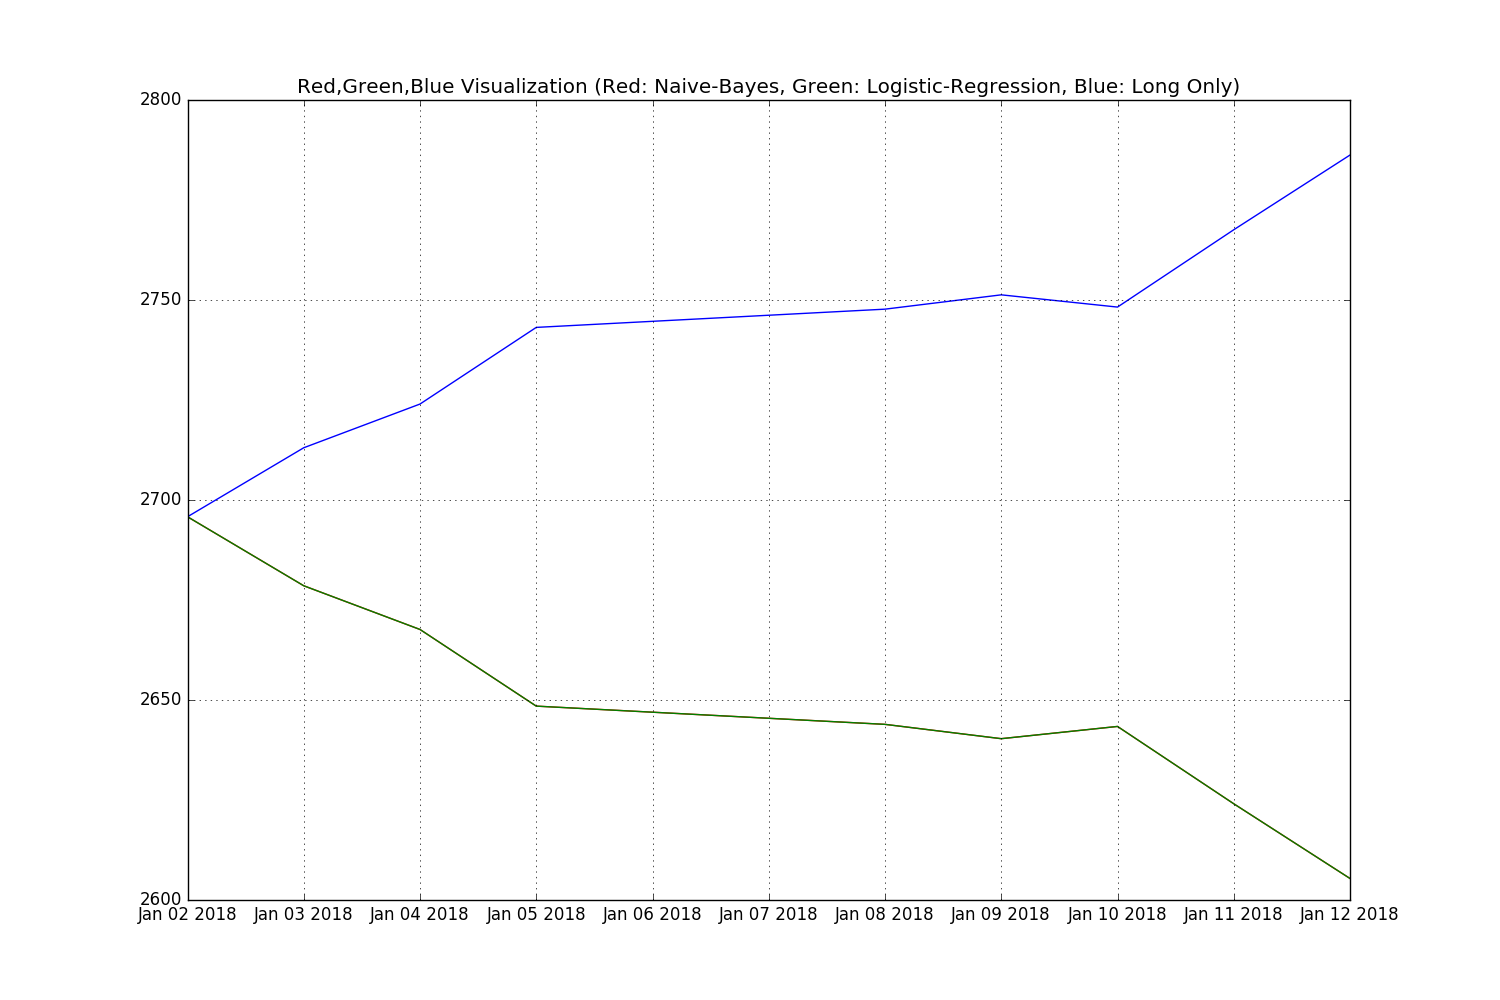 Red,Green,Blue Visualization (Red: Naive-Bayes, Green: Logistic-Regression, Blue: Long Only)
2800
2750
2700
2650
2600
Jan 02 2018 Jan 03 2018 Jan 04 2018 Jan 05 2018 Jan 06 2018 Jan 07 2018 Jan 08 2018 Jan 09 2018 Jan 10 2018 Jan 11 2018 Jan 12 2018